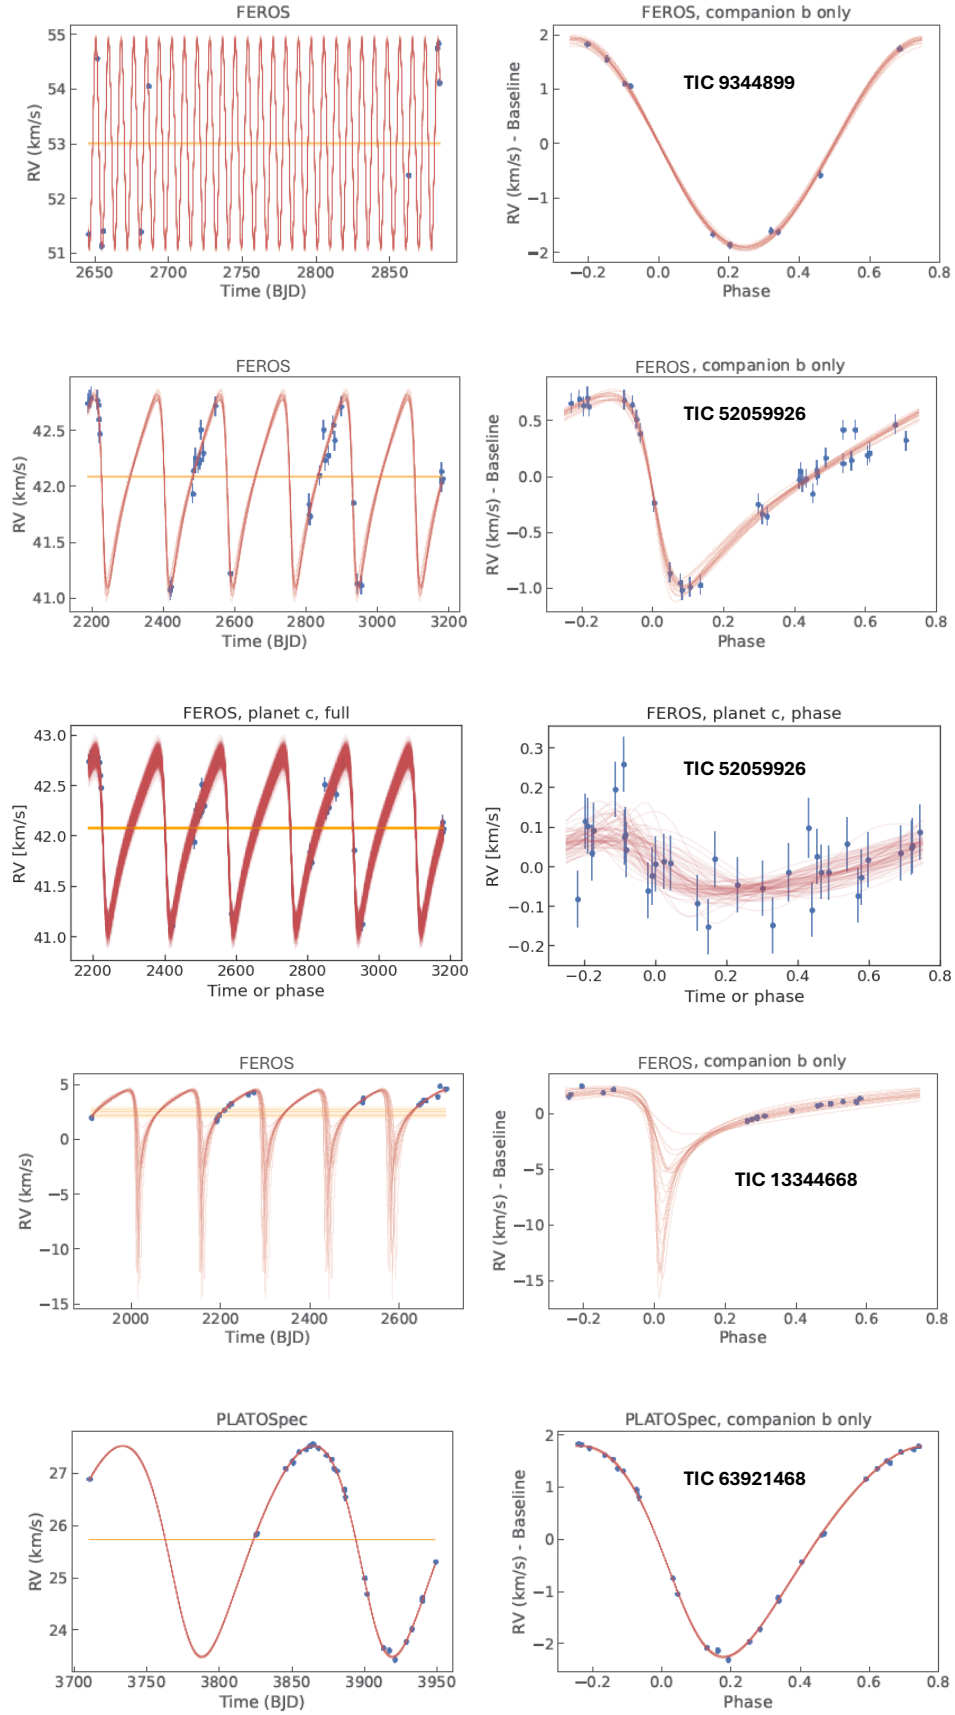 FEROS
FEROS, companion b only
TIC 9344899
55
54
53
52
51
RV (km/s)
2650 2700 2750 2800 2850
Time (BJD)
2
1
0
−1
−2
RV (km/s) - Baseline
−0.2 0.0 0.2 0.4 0.6 0.8
Phase
FEROS
FEROS, companion b only
TIC 52059926
42.5
42.0
41.5
41.0
RV (km/s)
2200 2400 2600 2800 3000 3200
Time (BJD)
0.5
0.0
−0.5
−1.0
RV (km/s) - Baseline
−0.2 0.0 0.2 0.4 0.6 0.8
Phase
FEROS, planet c, full
FEROS, planet c, phase
TIC 52059926
43.0
42.5
42.0
41.5
41.0
RV [km/s]
2200 2400 2600 2800 3000 3200
Time or phase
0.3
0.2
0.1
0.0
−0.1
−0.2
RV [km/s]
−0.2 0.0 0.2 0.4 0.6 0.8
Time or phase
FEROS
FEROS, companion b only
TIC 13344668
5
0
−5
−10
−15
RV (km/s)
2000 2200 2400 2600
Time (BJD)
0
−5
−10
−15
RV (km/s) - Baseline
−0.2 0.0 0.2 0.4 0.6 0.8
Phase
PLATOSpec
PLATOSpec, companion b only
TIC 63921468
27
26
25
24
RV (km/s)
3700 3750 3800 3850 3900 3950
Time (BJD)
2
1
0
−1
−2
RV (km/s) - Baseline
−0.2 0.0 0.2 0.4 0.6 0.8
Phase